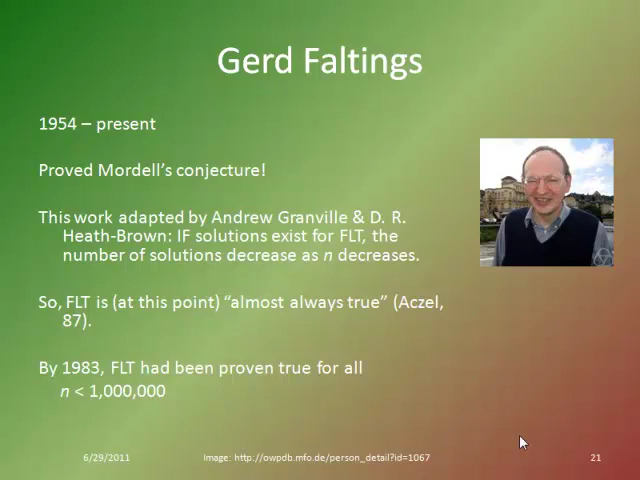 Gerd Faltings
1954 – present
Proved Mordell's conjecture!
This work adapted by Andrew Granville & D. R.
Heath-Brown: IF solutions exist for FLT, the
number of solutions decrease as n decreases.
So, FLT is (at this point) “almost always true” (Aczel,
87).
By 1983, FLT had been proven true for all
n < 1,000,000
6/29/2011
Image: http://owpdb.mfo.de/person_detail?id=1067
21